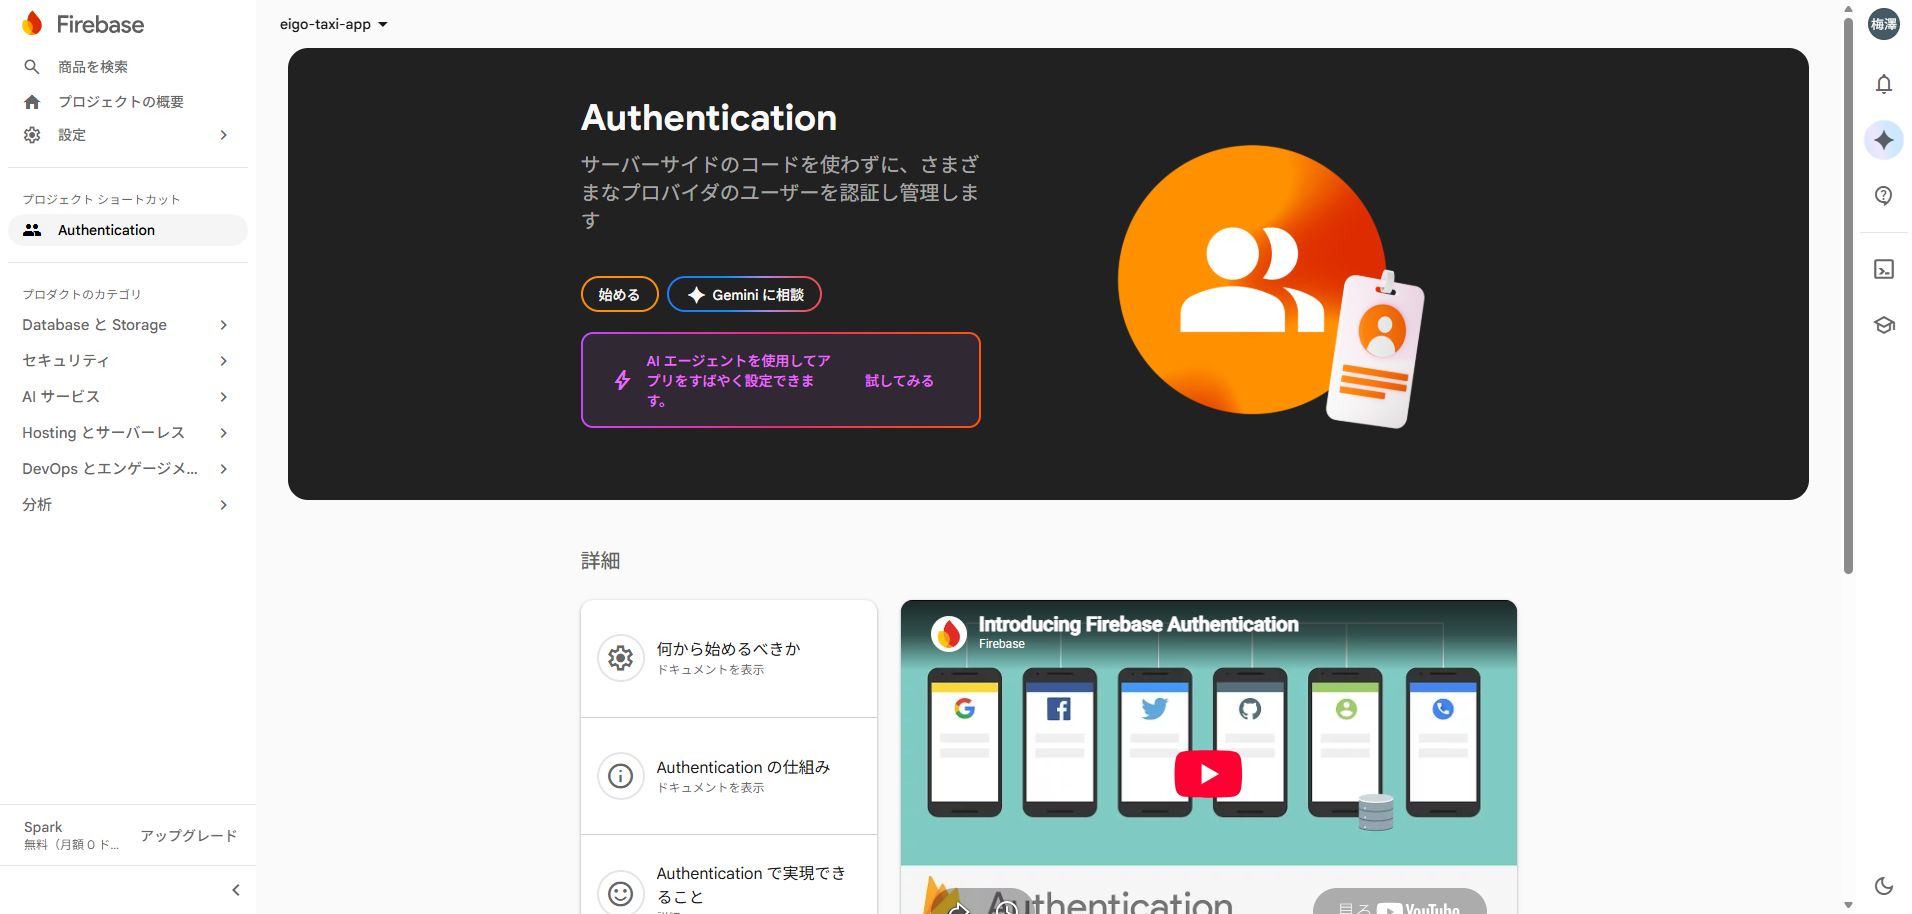 Firebase
商品を検索
プロジェクトの概要
設定
プロジェクト ショートカット
Authentication
プロダクトのカテゴリ
Database と Storage
セキュリティ
AI サービス
Hosting とサーバーレス
DevOps とエンゲージメ...
分析
Spark
無料（月額 0 ド...
アップグレード
eigo-taxi-app
Authentication
サーバーサイドのコードを使わずに、さまざ
まなプロバイダのユーザーを認証し管理しま
す
始める
Gemini に相談
AI エージェントを使用してア
プリをすばやく設定できま
す。
試してみる
詳細
何から始めるべきか
ドキュメントを表示
Authentication の仕組み
ドキュメントを表示
Authentication で実現でき
ること
Introducing Firebase Authentication
Firebase
Authentication
見る YouTube
梅澤